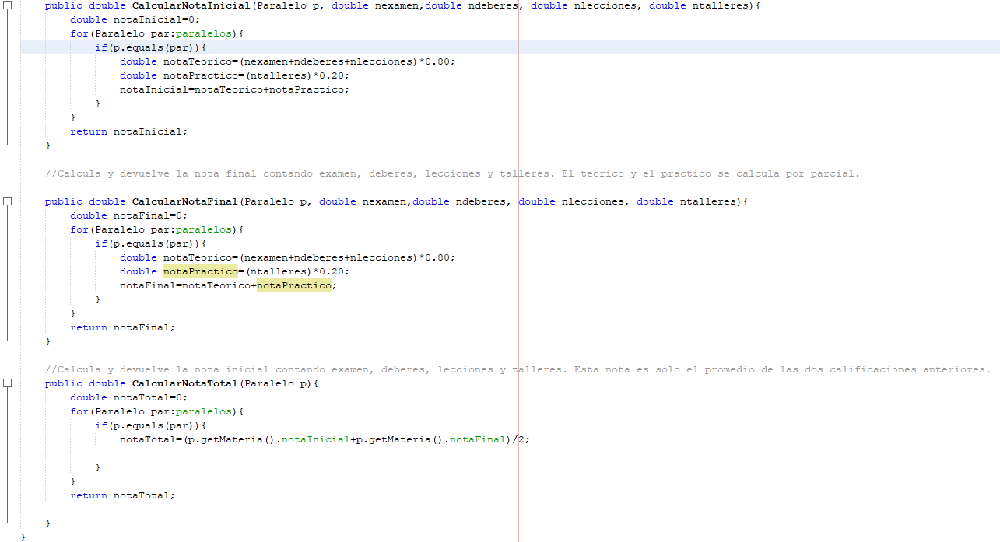 public double CalcularNotaInicial(Paralelo p, double nexamen,double ndeberes, double nlecciones, double ntalleres){
double notaInicial=0;
for(Paralelo par:paralelos){
if(p.equals(par)){
double notaTeorico=(nexamen+ndeberes+nlecciones)*0.80;
double notaPractico=(ntalleres)*0.20;
notaInicial=notaTeorico+notaPractico;
}
}
return notaInicial;
}
//Calcula y devuelve la nota final contando examen, deberes, lecciones y talleres. El teorico y el practico se calcula por parcial.
public double CalcularNotaFinal(Paralelo p, double nexamen,double ndeberes, double nlecciones, double ntalleres){
double notaFinal=0;
for(Paralelo par:paralelos){
if(p.equals(par)){
double notaTeorico=(nexamen+ndeberes+nlecciones)*0.80;
double notaPractico=(ntalleres)*0.20;
notaFinal=notaTeorico+notaPractico;
}
}
return notaFinal;
}
//Calcula y devuelve la nota inicial contando examen, deberes, lecciones y talleres. Esta nota es solo el promedio de las dos calificaciones anteriores.
public double CalcularNotaTotal(Paralelo p){
double notaTotal=0;
for(Paralelo par:paralelos){
if(p.equals(par)){
notaTotal=(p.getMateria().notaInicial+p.getMateria().notaFinal)/2;
}
}
return notaTotal;
}
}